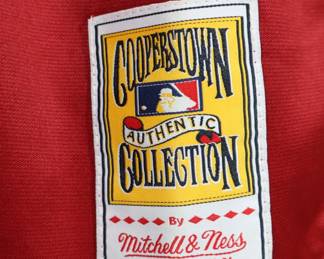 COOPERSTOWN
AUTHENTIC
COLLECTION
By
Mitchell & Ness